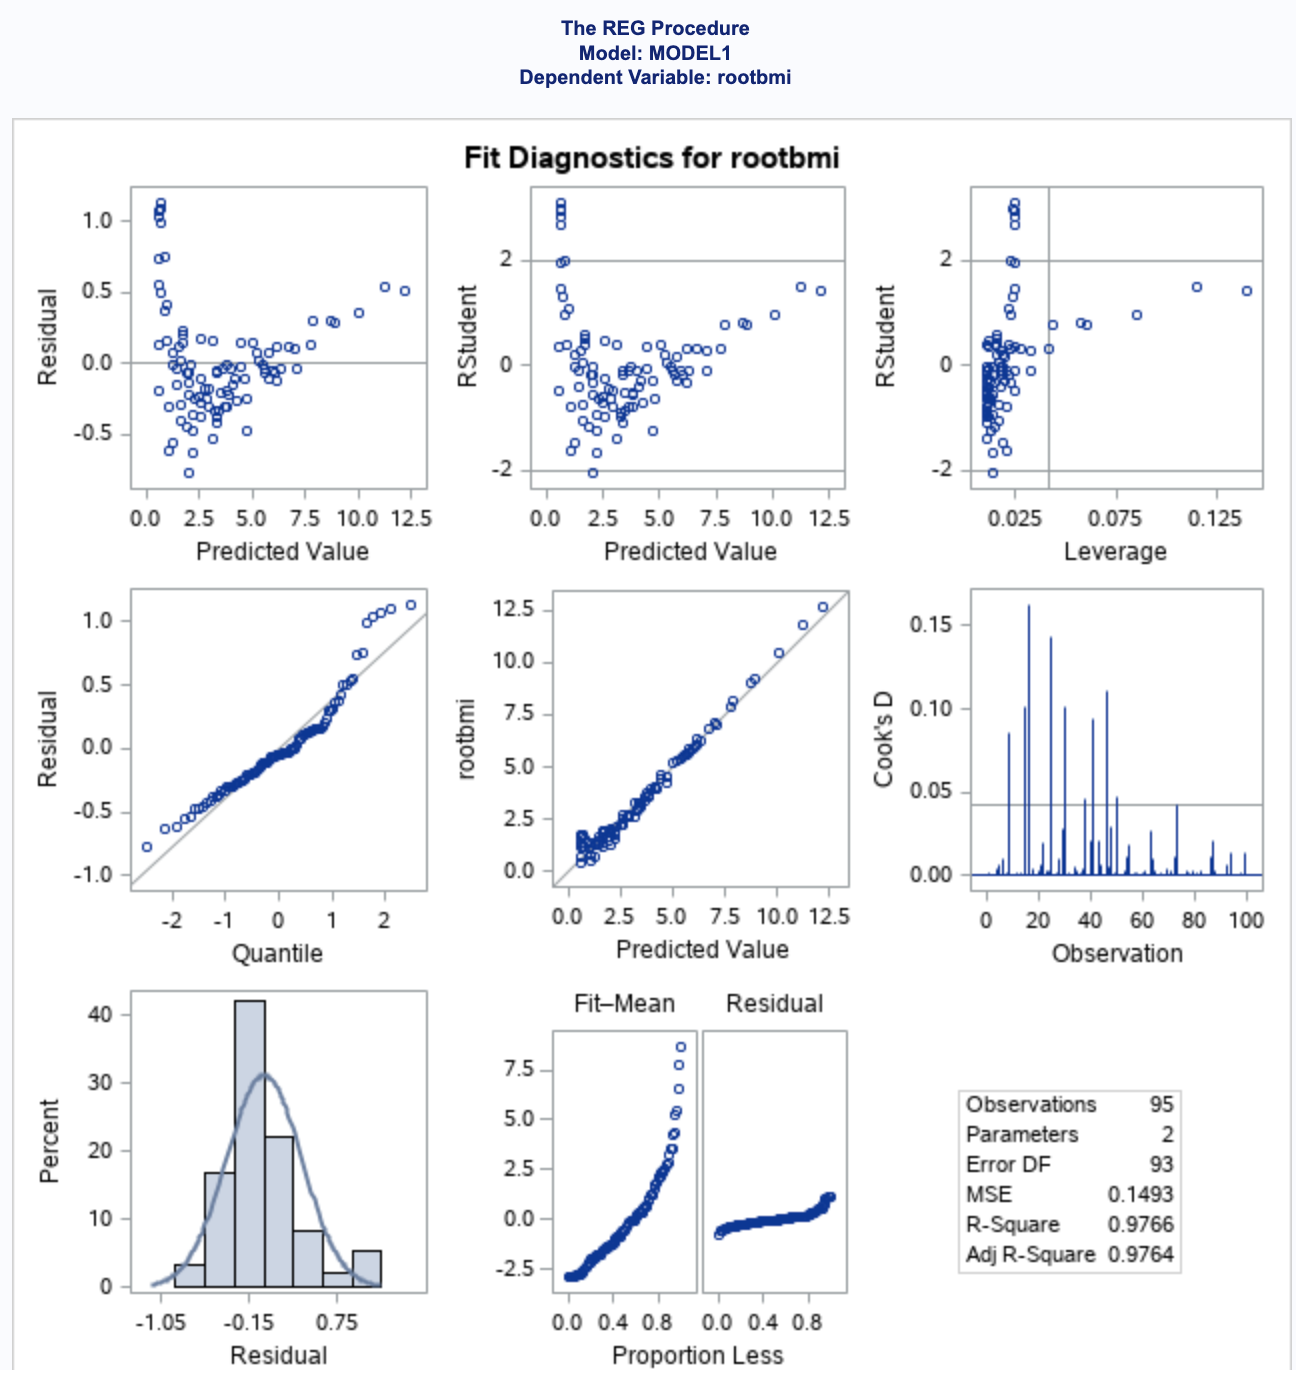 The REG Procedure
Model: MODEL1
Dependent Variable: rootbmi
Fit Diagnostics for rootbmi
Residual
1.0
0.5
0.0
-0.5
0.0 2.5 5.0 7.5 10.0 12.5
Predicted Value
RStudent
2
0
-2
0.0 2.5 5.0 7.5 10.0 12.5
Predicted Value
RStudent
2
0
-2
0.025 0.075 0.125
Leverage
Residual
1.0
0.5
0.0
-0.5
-1.0
-2 -1 0 1 2
Quantile
rootbmi
12.5
10.0
7.5
5.0
2.5
0.0
0.0 2.5 5.0 7.5 10.0 12.5
Predicted Value
Cook's D
0.15
0.10
0.05
0.00
0 20 40 60 80 100
Observation
Percent
40
30
20
10
0
-1.05 -0.15 0.75
Residual
Fit–Mean Residual
7.5
5.0
2.5
0.0
-2.5
0.0 0.4 0.8 0.0 0.4 0.8
Proportion Less
Observations 95
Parameters 2
Error DF 93
MSE 0.1493
R-Square 0.9766
Adj R-Square 0.9764